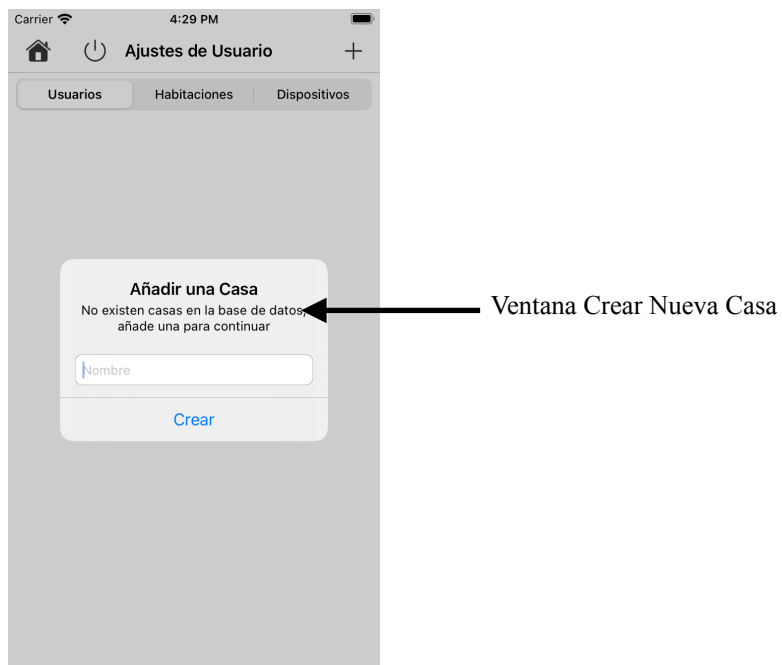 Carrier 4:29 PM
Ajustes de Usuario
Usuarios Habitaciones Dispositivos
Añadir una Casa
No existen casas en la base de datos,
añade una para continuar
Ventana Crear Nueva Casa
Nombre
Crear